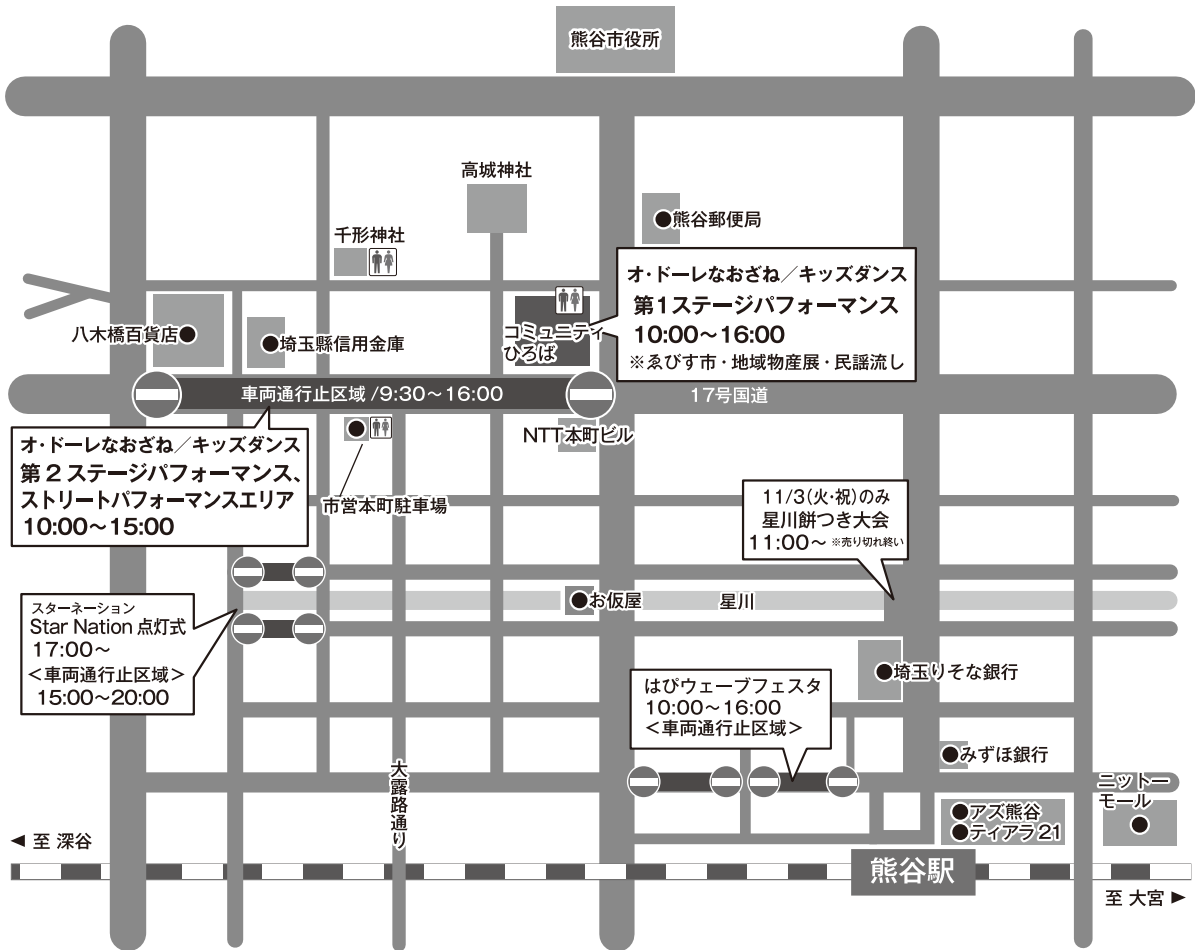 熊谷市役所
高城神社
熊谷郵便局
千形神社
オ・ドーレなおざね／キッズダンス
第1ステージパフォーマンス
10:00～16:00
※ゑびす市・地域物産展・民謡流し
八木橋百貨店
埼玉縣信用金庫
コミュニティ
ひろば
車両通行止区域/9:30～16:00
17号国道
NTT本町ビル
オ・ドーレなおざね／キッズダンス
第２ステージパフォーマンス、
ストリートパフォーマンスエリア
10:00～15:00
市営本町駐車場
11/3(火・祝)のみ
星川餅つき大会
11:00～ ※売り切れ終い
お仮屋
星川
スターネーション
Star Nation 点灯式
17:00～
＜車両通行止区域＞
15:00～20:00
埼玉りそな銀行
はぴウェーブフェスタ
10:00～16:00
＜車両通行止区域＞
みずほ銀行
大露路通り
ニットー
モール
アズ熊谷
ティアラ21
◀ 至 深谷
熊谷駅
至 大宮 ▶